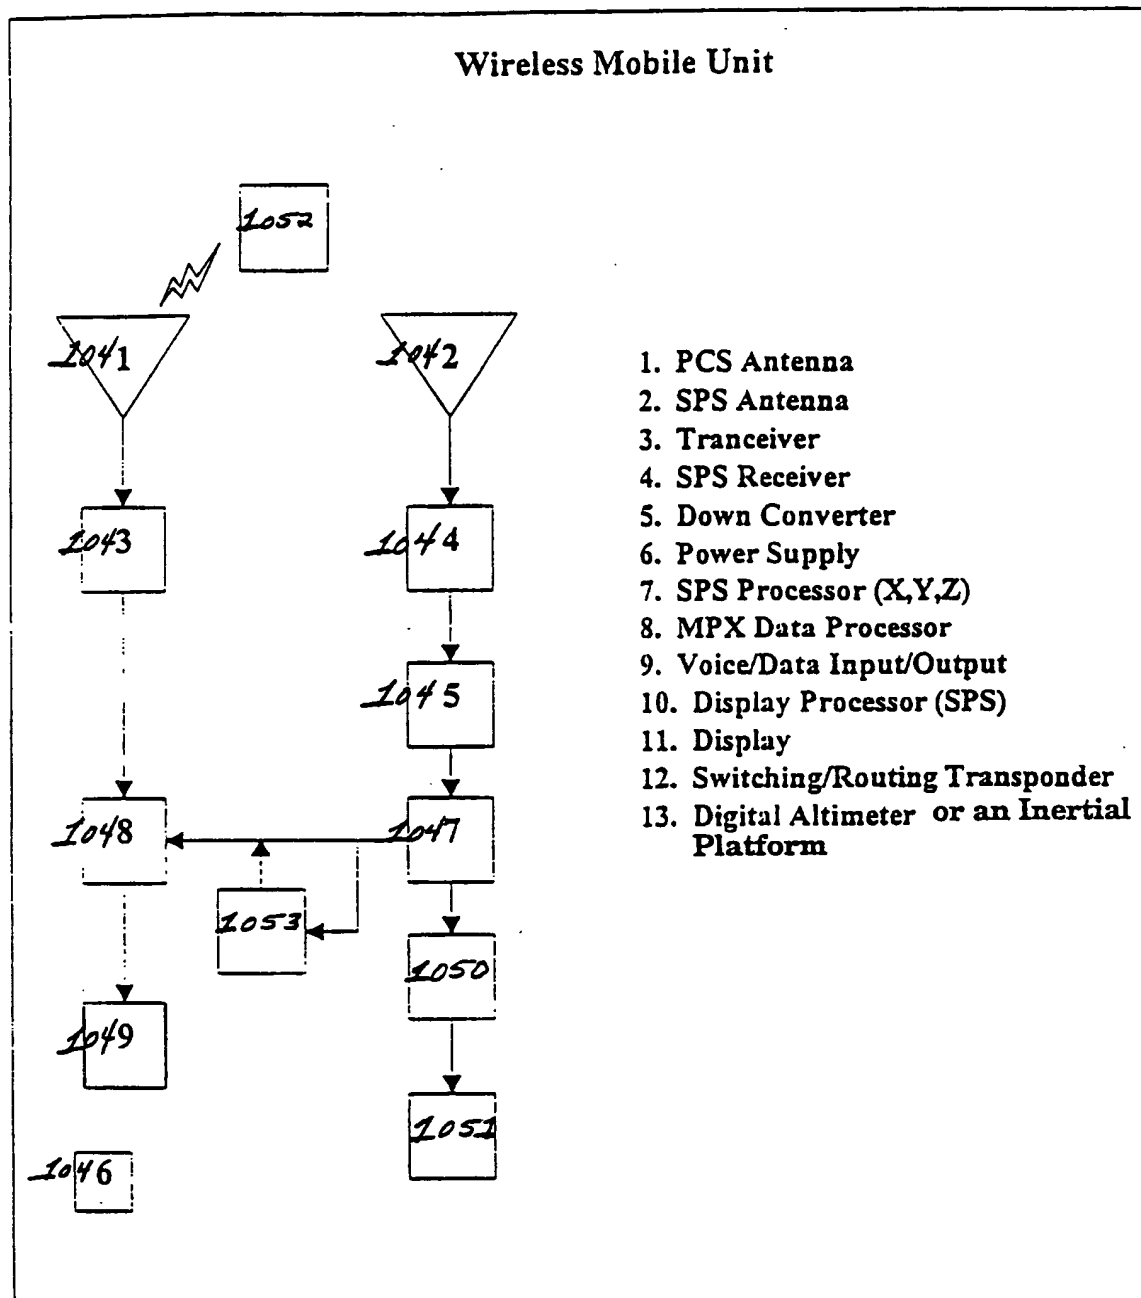 Wireless Mobile Unit
1052
1041
1042
1. PCS Antenna
2. SPS Antenna
3. Tranceiver
4. SPS Receiver
5. Down Converter
6. Power Supply
7. SPS Processor (X,Y,Z)
8. MPX Data Processor
9. Voice/Data Input/Output
10. Display Processor (SPS)
11. Display
12. Switching/Routing Transponder
13. Digital Altimeter or an Inertial
Platform
1043
1044
1045
1048
1047
1053
1050
1049
1051
1046